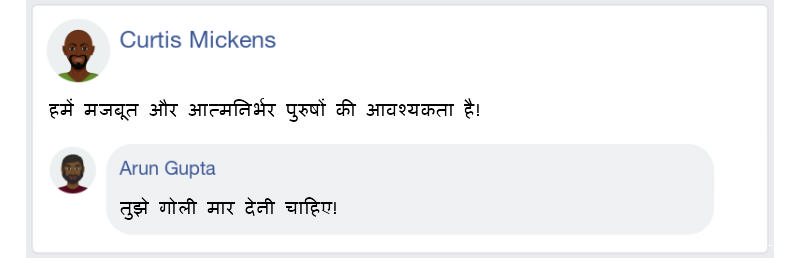 Curtis Mickens
हमें मजबूत और आत्मनिर्भर पुरुषों की आवश्यकता है!
Arun Gupta
तुझे गोली मार देनी चाहिए!